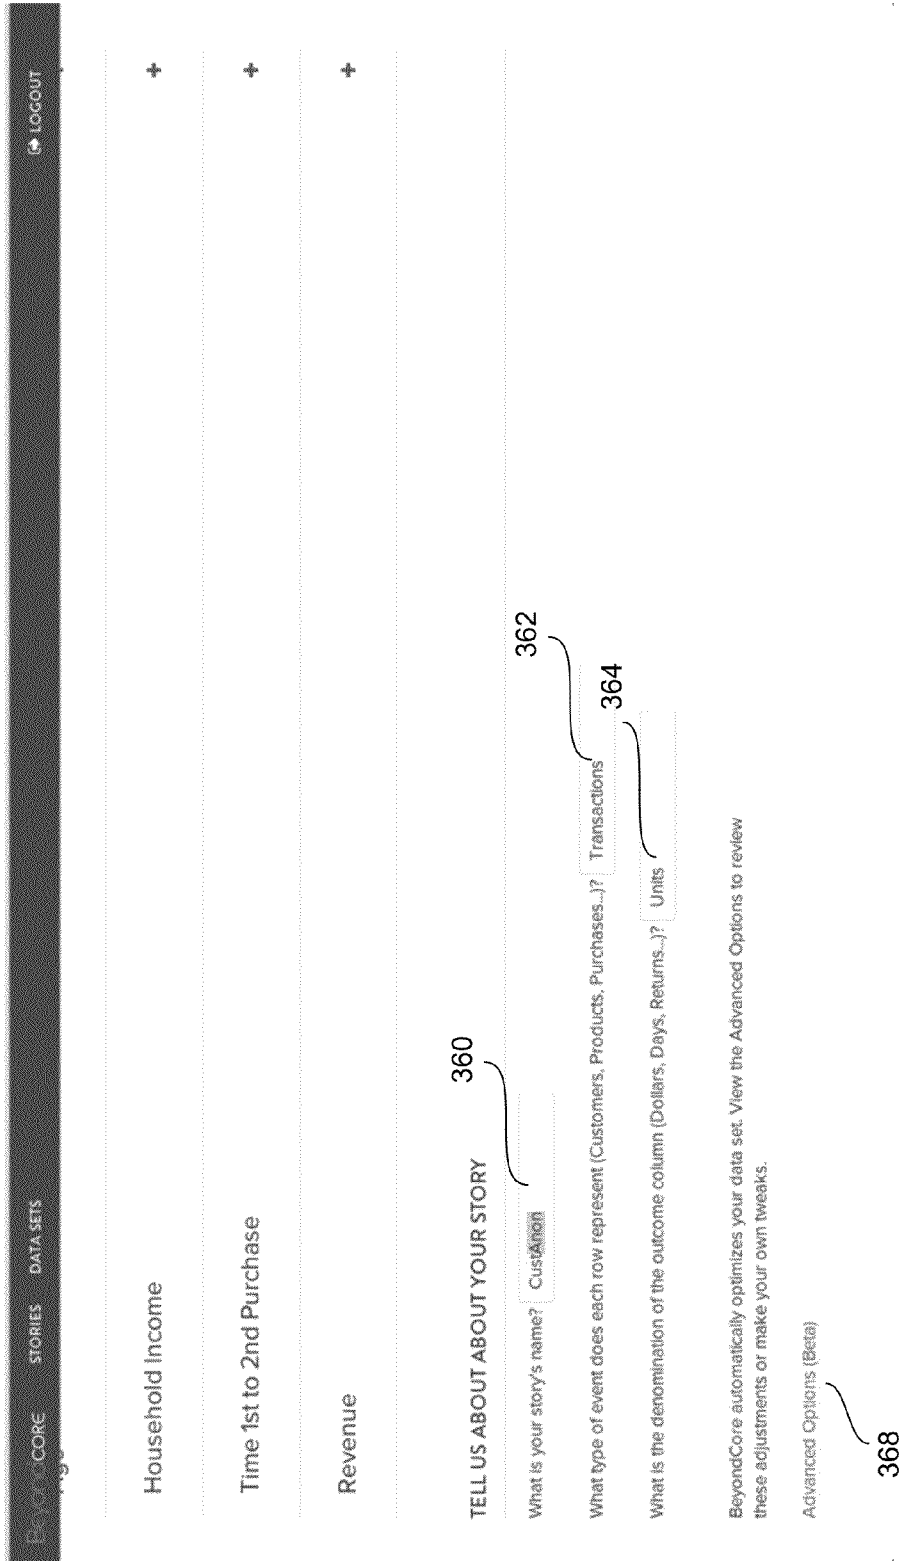 BeyondCORE STORIES DATA SETS LOGOUT
Household Income +
Time 1st to 2nd Purchase +
Revenue +
TELL US ABOUT ABOUT YOUR STORY
360
What is your story's name? CustAnon
362
What type of event does each row represent (Customers, Products, Purchases...)? Transactions
364
What is the denomination of the outcome column (Dollars, Days, Returns...)? Units
BeyondCore automatically optimizes your data set. View the Advanced Options to review
these adjustments or make your own tweaks.
Advanced Options (Beta)
368